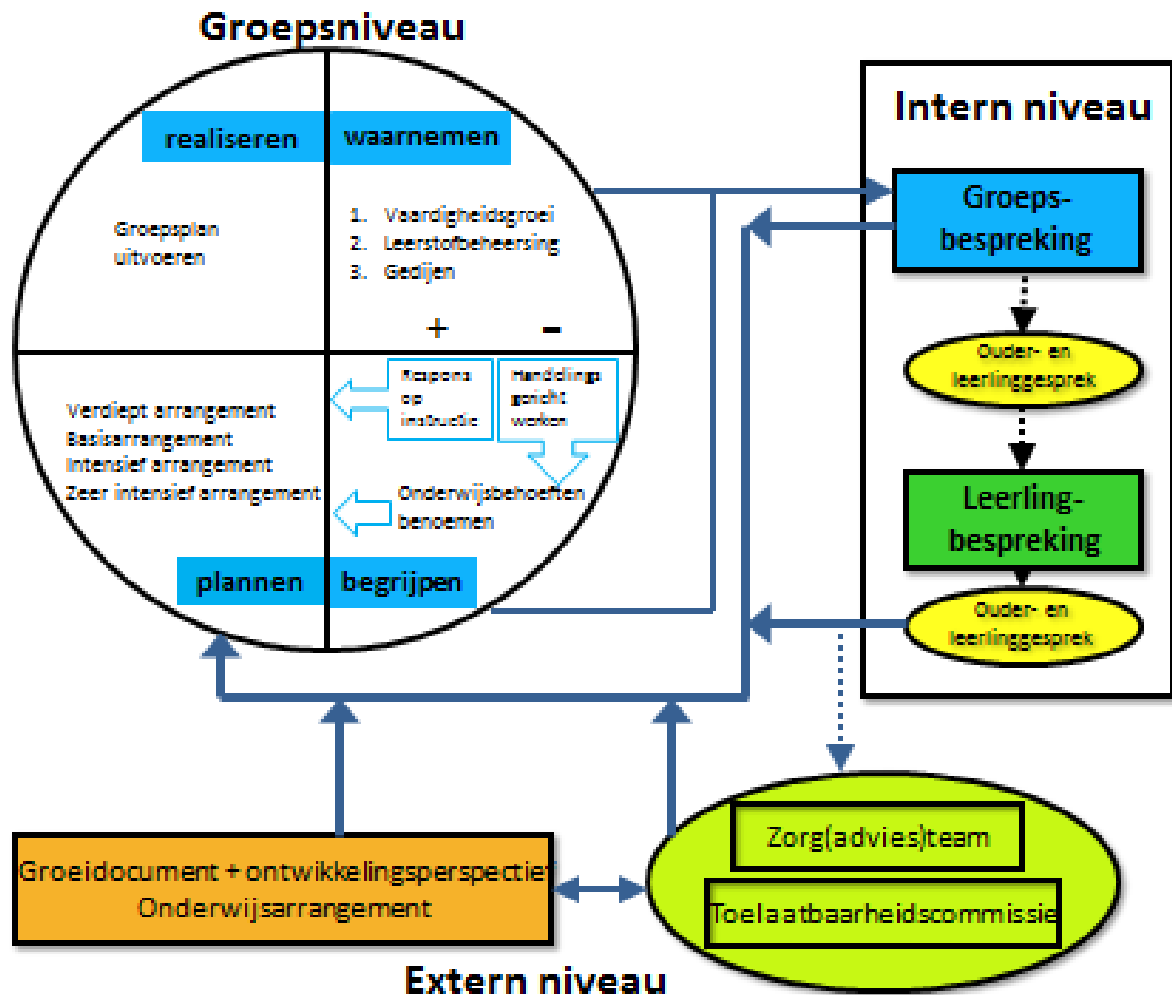 Groepsniveau
realiseren
waarnemen
Groepsplan
uitvoeren
1. Vaardigheidsgroei
2. Leerstofbeheersing
3. Gedijen
+ -
Respons
op
instructie
Handelings
gericht
werken
Verdiept arrangement
Basisarrangement
Intensief arrangement
Zeer intensief arrangement
Onderwijsbehoeften
benoemen
plannen
begrijpen
Intern niveau
Groeps-
bespreking
Ouder- en
leerlinggesprek
Leerling-
bespreking
Ouder- en
leerlinggesprek
Groeidocument + ontwikkelingsperspectief
Onderwijsarrangement
Zorg(advies)team
Toelaatbaarheidscommissie
Extern niveau